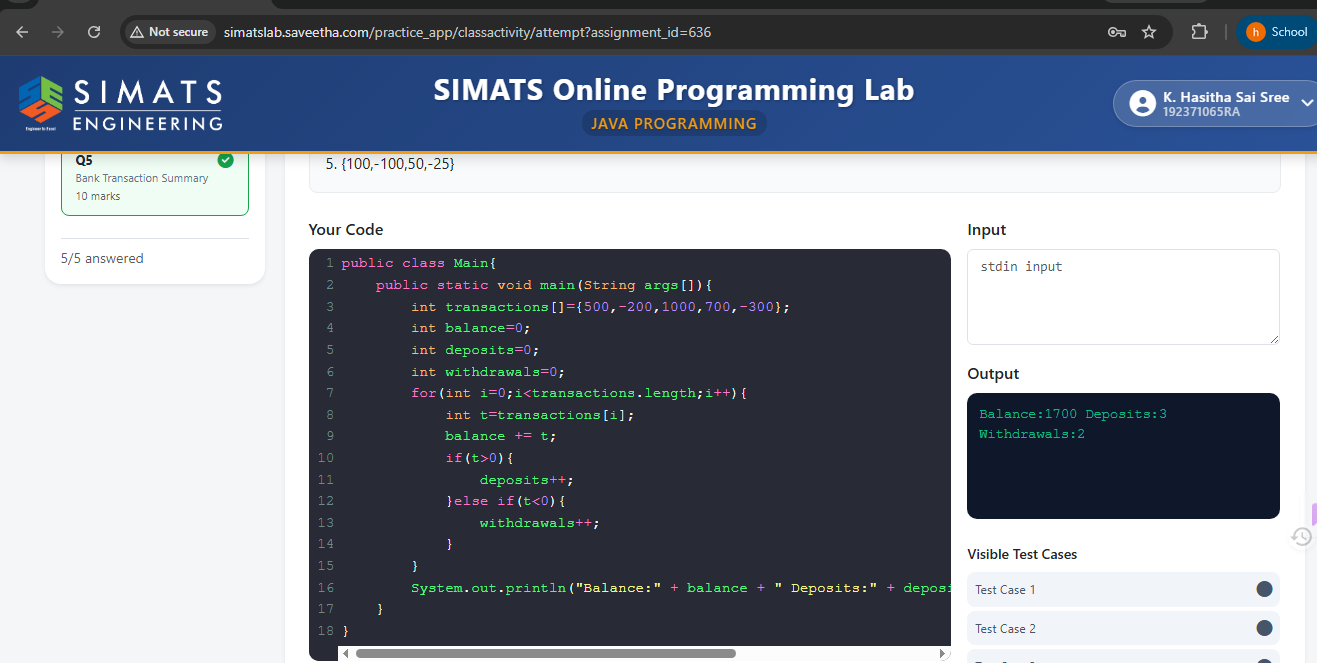 Not secure
simatslab.saveetha.com/practice_app/classactivity/attempt?assignment_id=636
h
School
SIMATS
ENGINEERING
SIMATS Online Programming Lab
JAVA PROGRAMMING
K. Hasitha Sai Sree
192371065RA
Q5
Bank Transaction Summary
10 marks
5/5 answered
5. {100,-100,50,-25}
Your Code
1 public class Main{
2     public static void main(String args[]){
3         int transactions[]={500,-200,1000,700,-300};
4         int balance=0;
5         int deposits=0;
6         int withdrawals=0;
7         for(int i=0;i<transactions.length;i++){
8             int t=transactions[i];
9             balance += t;
10             if(t>0){
11                 deposits++;
12             }else if(t<0){
13                 withdrawals++;
14             }
15         }
16         System.out.println("Balance:" + balance + " Deposits:" + deposi
17     }
18 }
Input
stdin input
Output
Balance:1700 Deposits:3
Withdrawals:2
Visible Test Cases
Test Case 1
Test Case 2